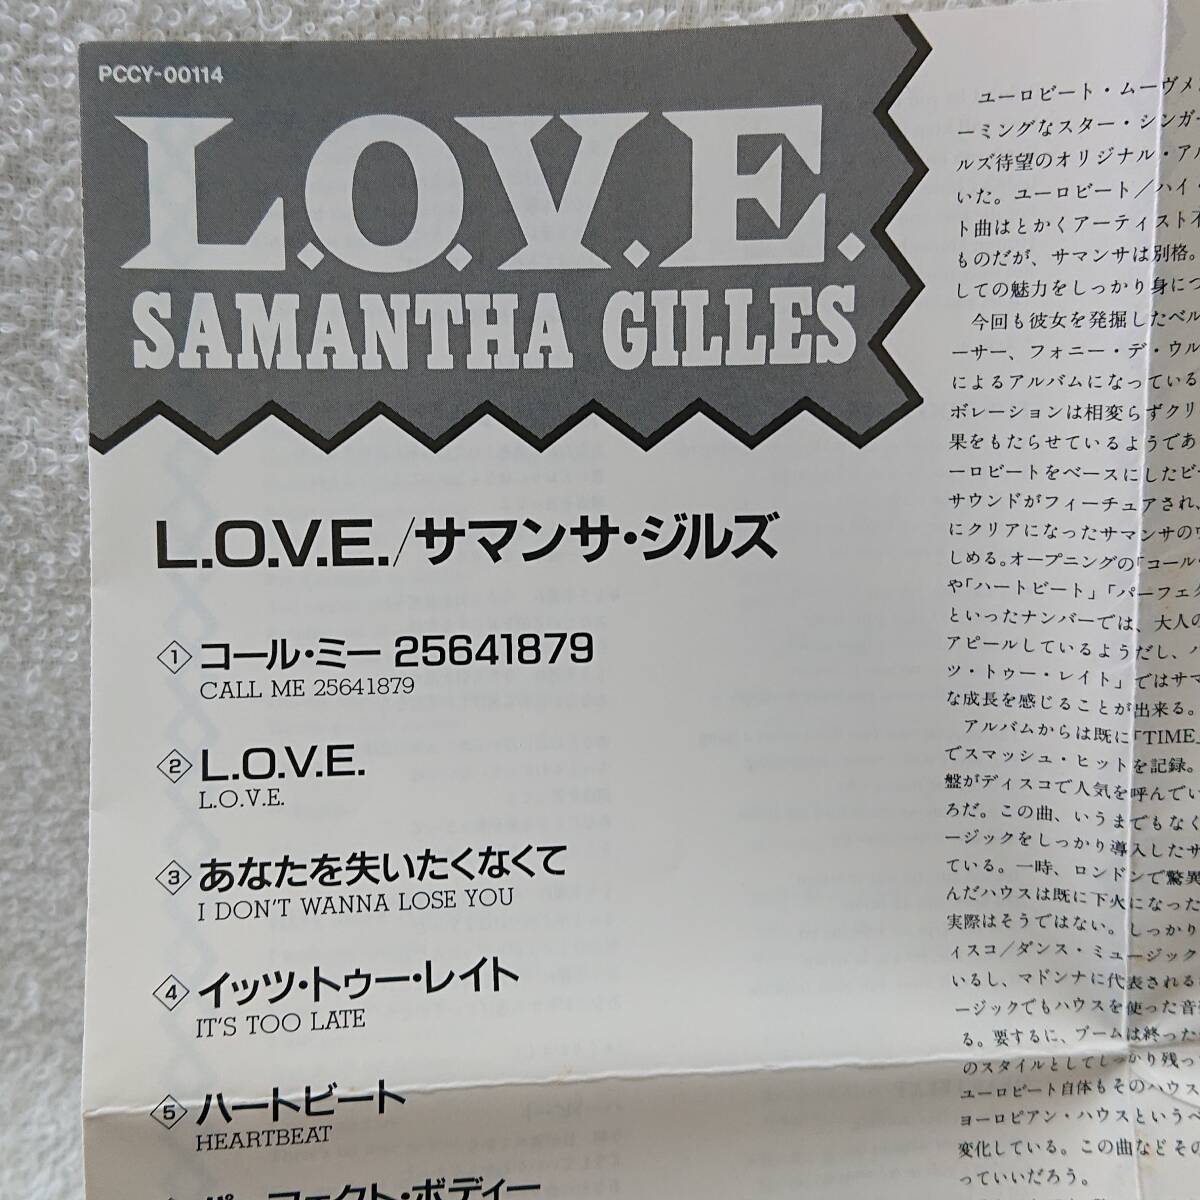 PCCY-00114
L.O.V.E.
SAMANTHA GILLES
L.O.V.E./サマンサ・ジルズ
1 コール・ミー 25641879
CALL ME 25641879
2 L.O.V.E.
L.O.V.E.
3 あなたを失いたくなくて
I DON'T WANNA LOSE YOU
4 イッツ・トゥー・レイト
IT'S TOO LATE
5 ハートビート
HEARTBEAT
パーフェクト・ボディー
ユーロビート・ムーヴメ
ーミングなスター・シンガー
ルズ待望のオリジナル・アル
いた。ユーロビート／ハイ・
ト曲はとかくアーティスト不
ものだが、サマンサは別格。
しての魅力をしっかり身につ
今回も彼女を発掘したベル
ーサー、フォニー・デ・ウル
によるアルバムになっている
ボレーションは相変らずクリ
果をもたらせているようであ
ーロビートをベースにしたビ
サウンドがフィーチュアされ、
にクリアになったサマンサの
しめる。オープニングの「コール・
や「ハートビート」「パーフェク
といったナンバーでは、大人の
アピールしているようだし、
ツ・トゥー・レイト」ではサマ
な成長を感じることが出来る。
アルバムからは既に「TIME」
でスマッシュ・ヒットを記録。
盤がディスコで人気を呼んでい
ろだ。この曲、いうまでもなく
ージックをしっかり導入したサ
ている。一時、ロンドンで驚異
んだハウスは既に下火になった
実際はそうではない。しっかり
ィスコ／ダンス・ミュージック
いるし、マドンナに代表される
ージックでもハウスを使った音
る。要するに、ブームは終った
のスタイルとしてしっかり残っ
ユーロビート自体もそのハウス
ヨーロピアン・ハウスというべ
変化している。この曲などその
っていいだろう。